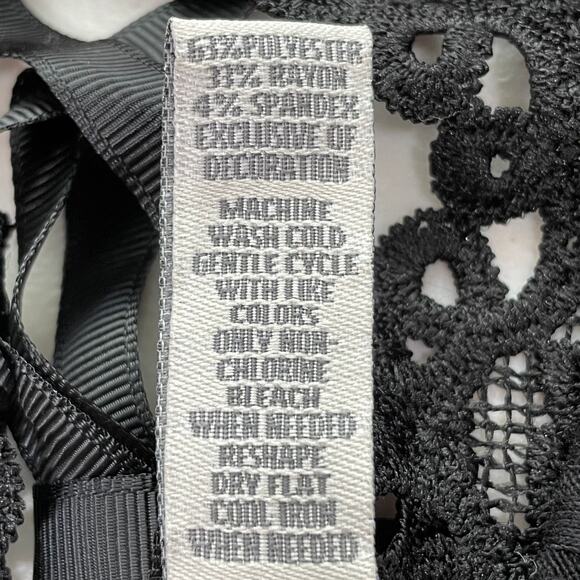 63% POLYESTER
33% RAYON
4% SPANDEX
EXCLUSIVE OF
DECORATION
MACHINE
WASH COLD
GENTLE CYCLE
WITH LIKE
COLORS
ONLY NON-
CHLORINE
BLEACH
WHEN NEEDED
RESHAPE
DRY FLAT
COOL IRON
WHEN NEEDED